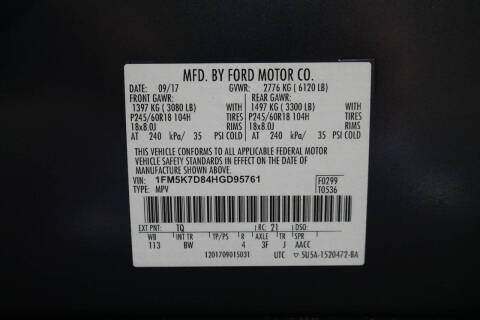 MFD. BY FORD MOTOR CO.
DATE: 09/17 GVWR: 2776 KG ( 6120 LB)
FRONT GAWR: REAR GAWR:
1397 KG ( 3080 LB) WITH 1497 KG ( 3300 LB) WITH
P245/60R18 104H TIRES P245/60R18 104H TIRES
18x8.0J RIMS 18x8.0J RIMS
AT 240 kPa/ 35 PSI COLD AT 240 kPa/ 35 PSI COLD
THIS VEHICLE CONFORMS TO ALL APPLICABLE FEDERAL MOTOR
VEHICLE SAFETY STANDARDS IN EFFECT ON THE DATE OF
MANUFACTURE SHOWN ABOVE.
VIN: 1FM5K7D84HGD95761 F0299
TYPE: MPV T0536
EXT PNT: TQ RC: 21 DSO:
WB INT TR TP/PS R AXLE TR SPR
113 BW 4 3F J AACC
1201709015031 UTC 5U5A-1520472-BA